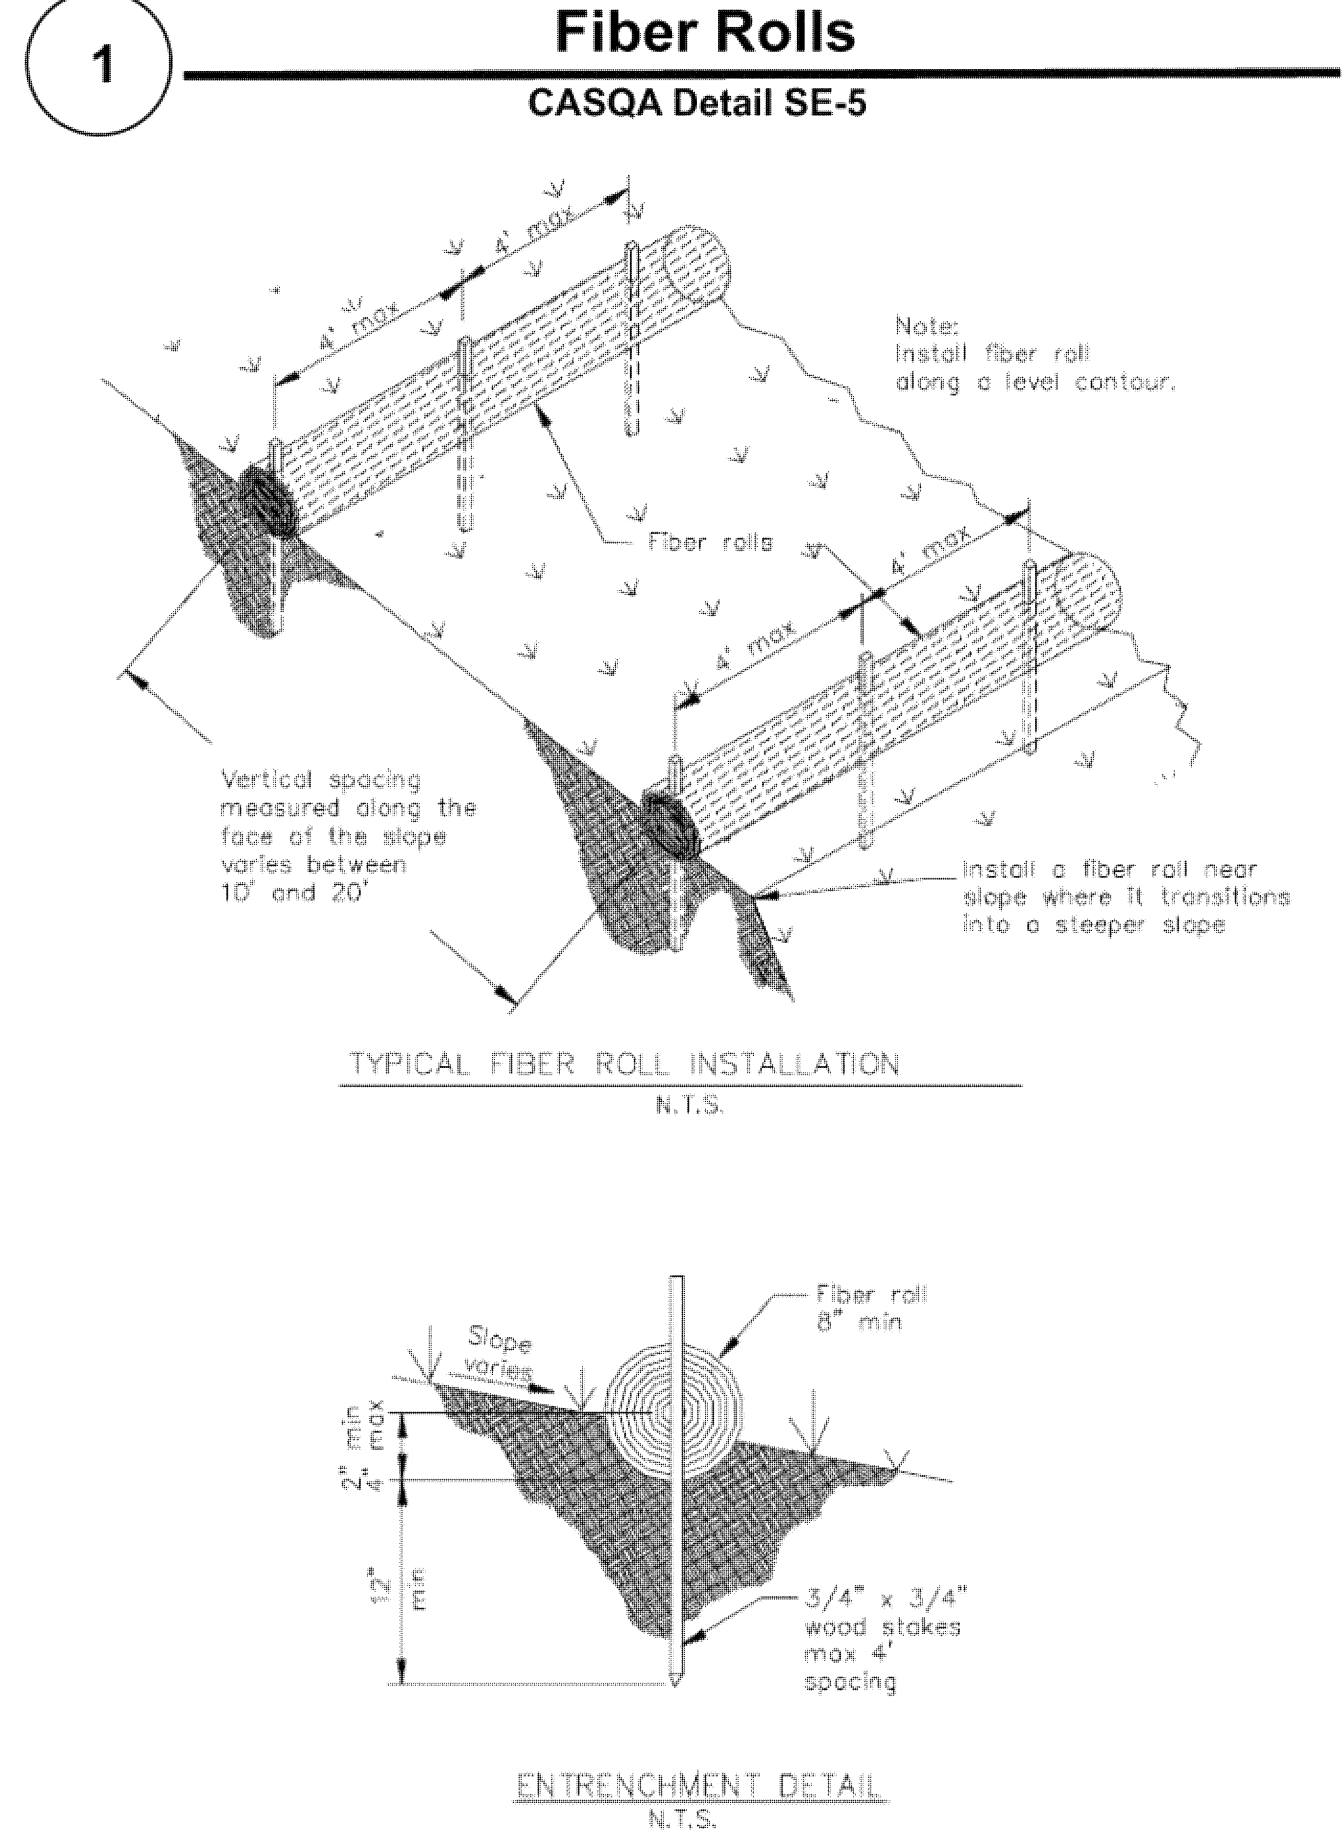 1
Fiber Rolls
CASQA Detail SE-5
4' max
4' max
Note:
Install fiber roll
along a level contour.
Fiber rolls
4' max
4' max
Vertical spacing
measured along the
face of the slope
varies between
10' and 20'
Install a fiber roll near
slope where it transitions
into a steeper slope
TYPICAL FIBER ROLL INSTALLATION
N.T.S.
Fiber roll
8" min
Slope
varies
2" min
4" max
12"
min
3/4" x 3/4"
wood stakes
max 4'
spacing
ENTRENCHMENT DETAIL
N.T.S.